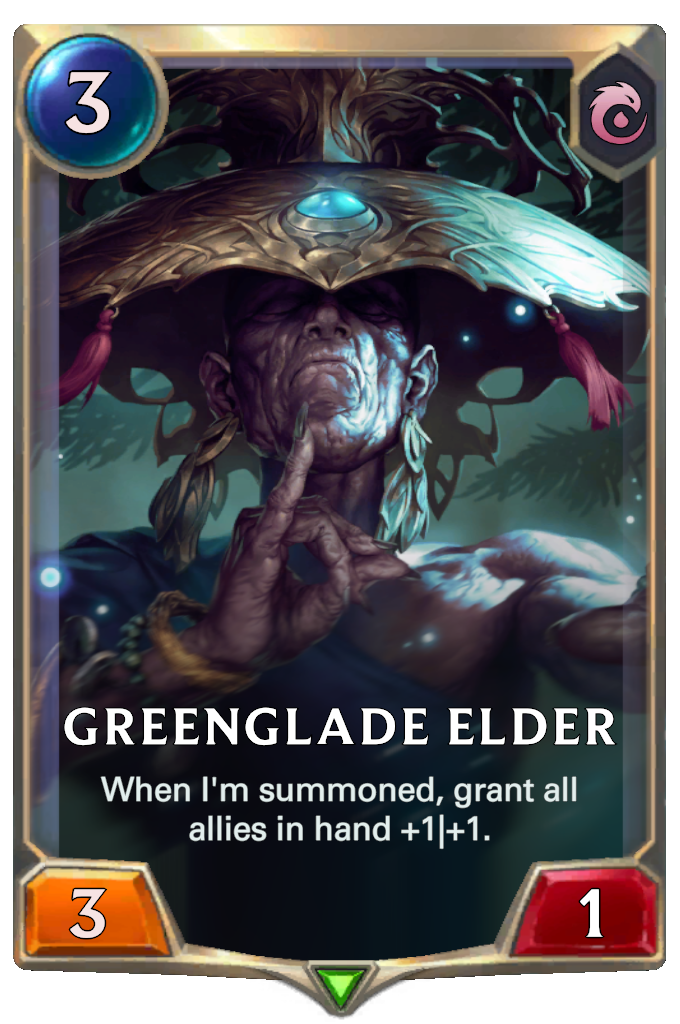 3
GREENGLADE ELDER
When I'm summoned, grant all
allies in hand +1|+1.
3
1